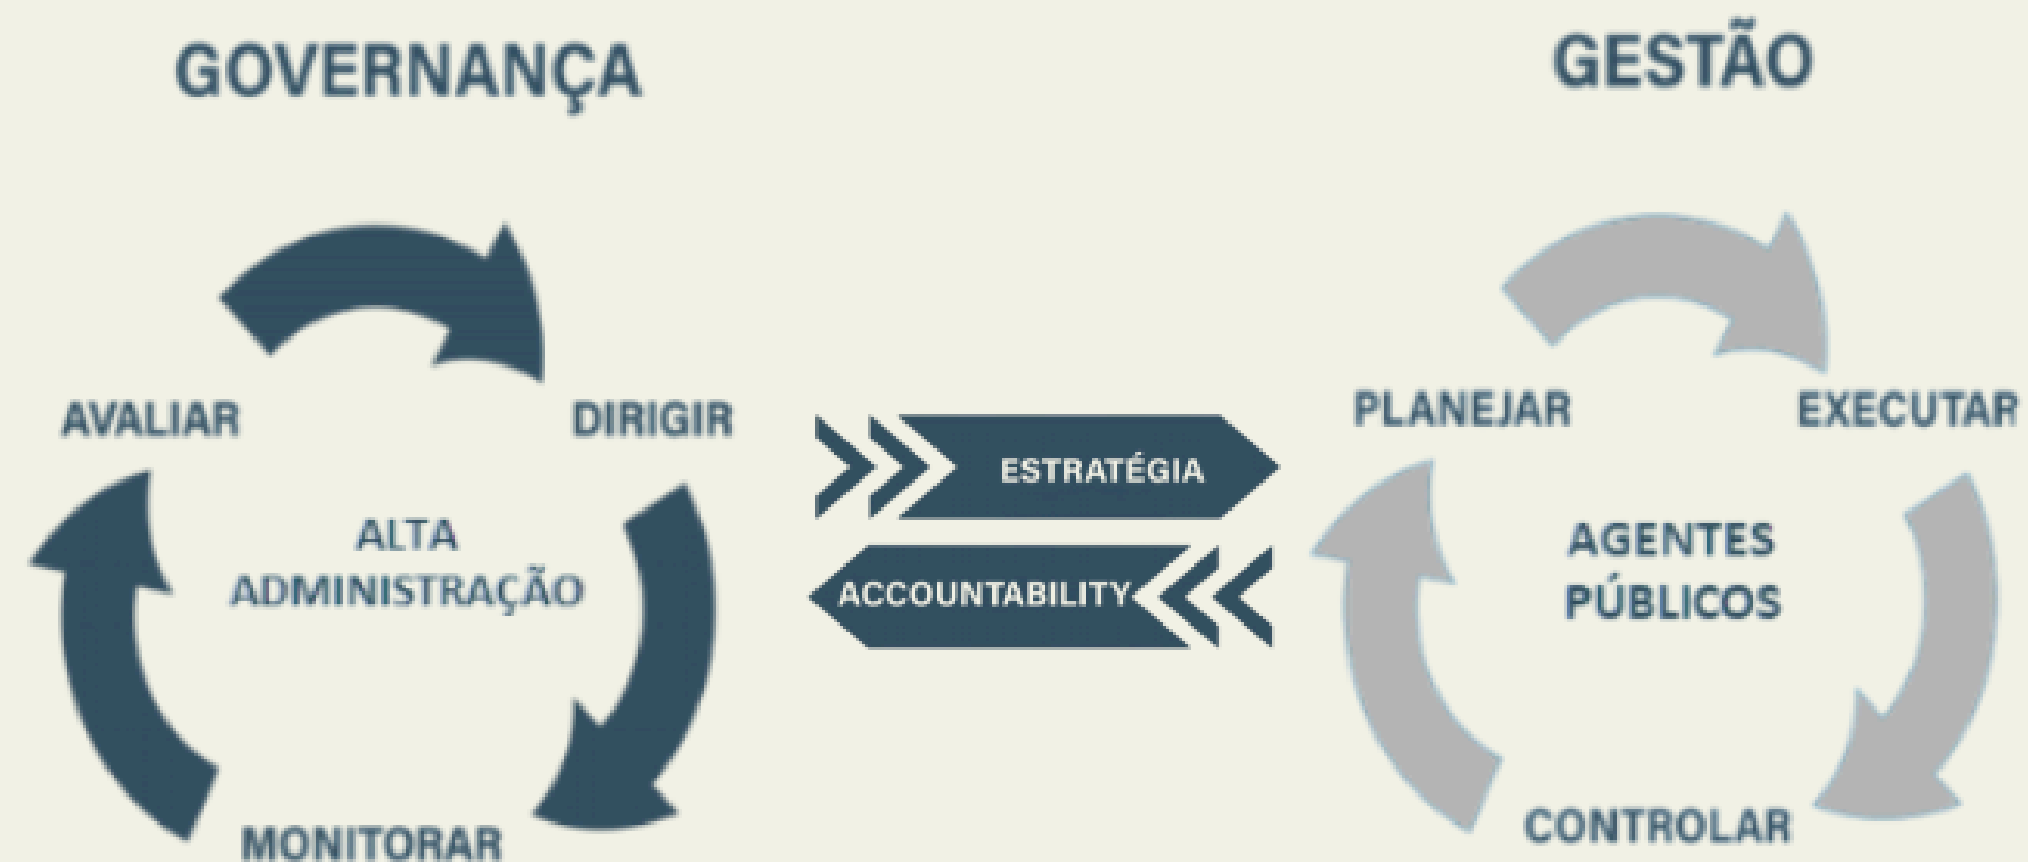 GOVERNANÇA
AVALIAR
DIRIGIR
ALTA
ADMINISTRAÇÃO
MONITORAR
ESTRATÉGIA
ACCOUNTABILITY
GESTÃO
PLANEJAR
EXECUTAR
AGENTES
PÚBLICOS
CONTROLAR